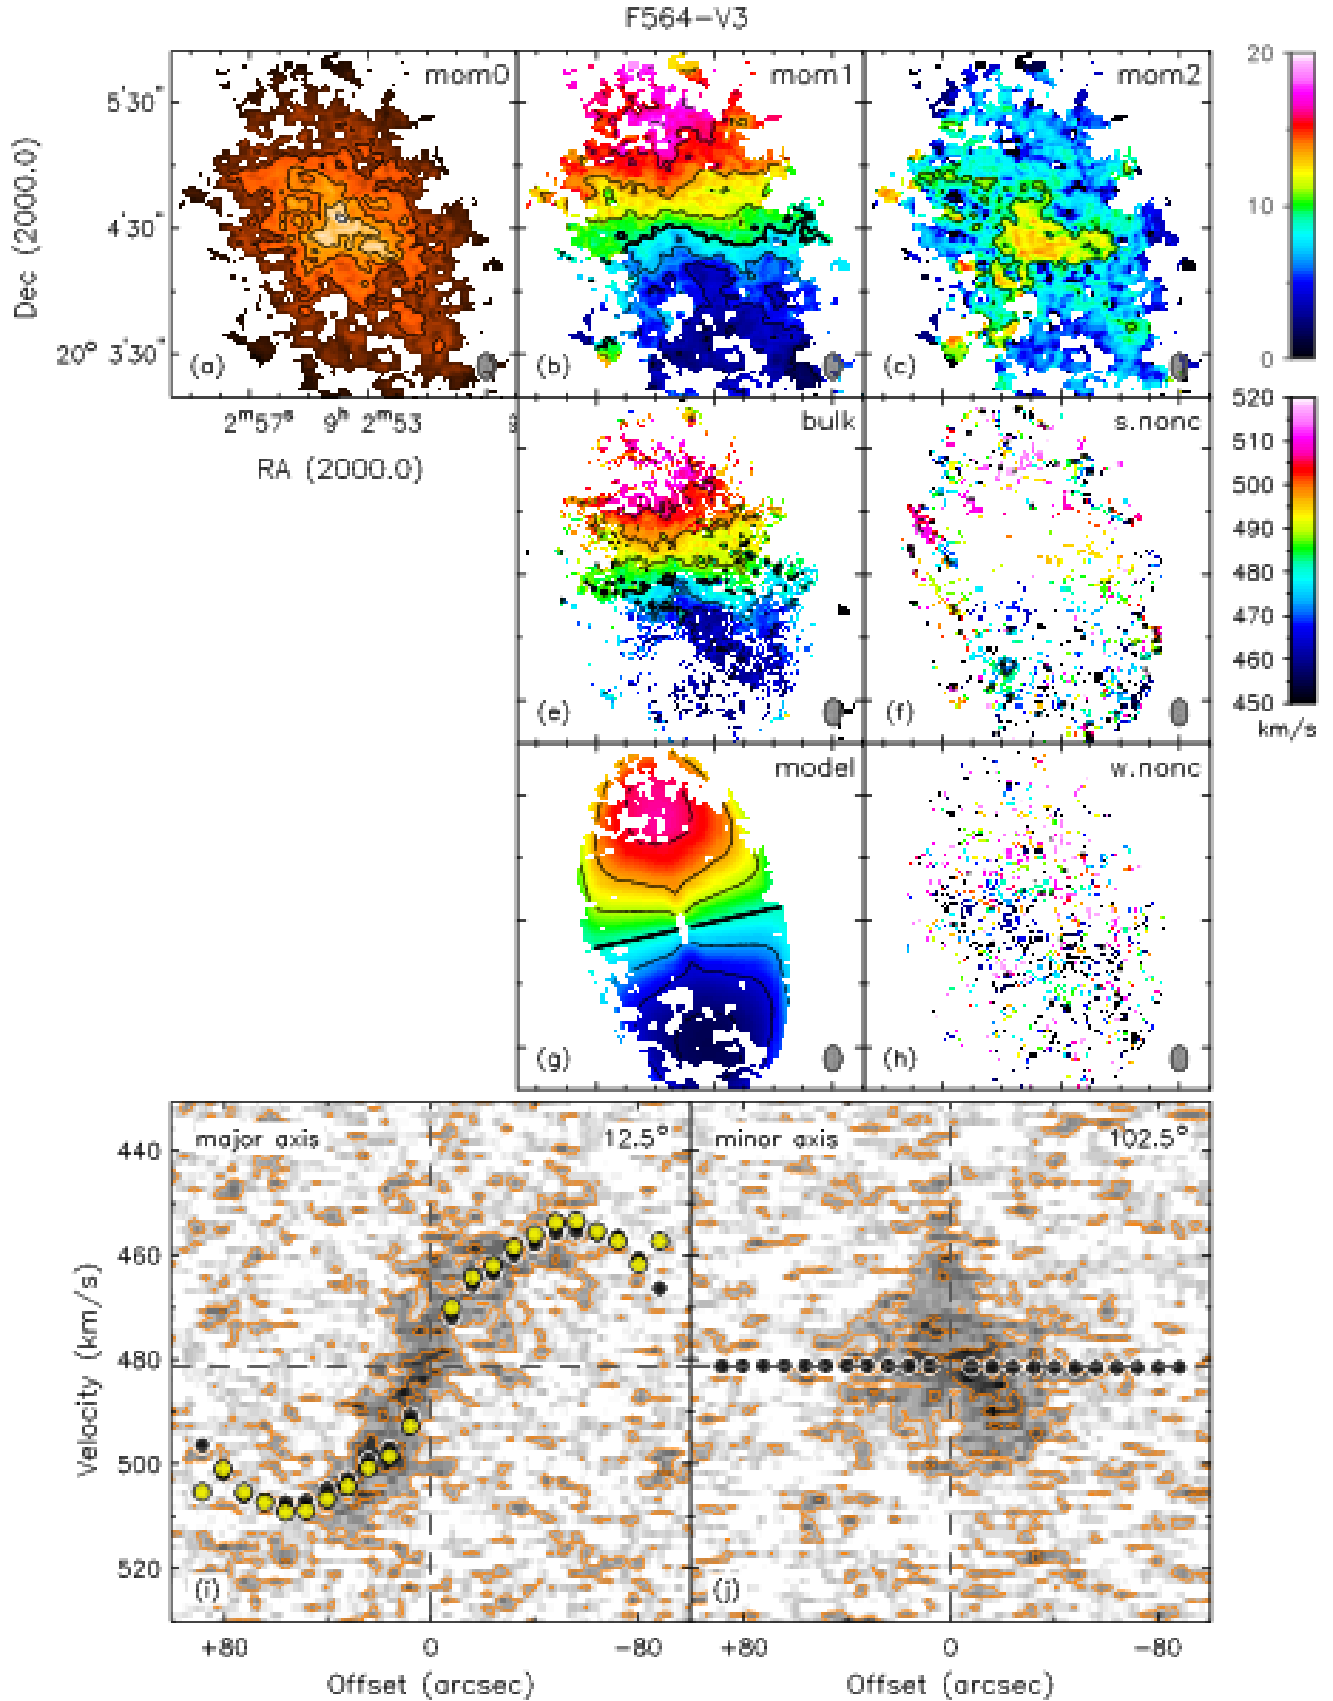 F564-V3
mom0
mom1
mom2
20
10
0
5'30"
4'30"
20° 3'30"
Dec (2000.0)
(a)
(b)
(c)
2ᵐ57ˢ 9ʰ 2ᵐ53
RA (2000.0)
bulk
s.nonc
520
510
500
490
480
470
460
450
km/s
(e)
(f)
model
w.nonc
(g)
(h)
major axis
12.5°
minor axis
102.5°
440
460
480
500
520
Velocity (km/s)
(i)
(j)
+80
0
-80
+80
0
-80
Offset (arcsec)
Offset (arcsec)